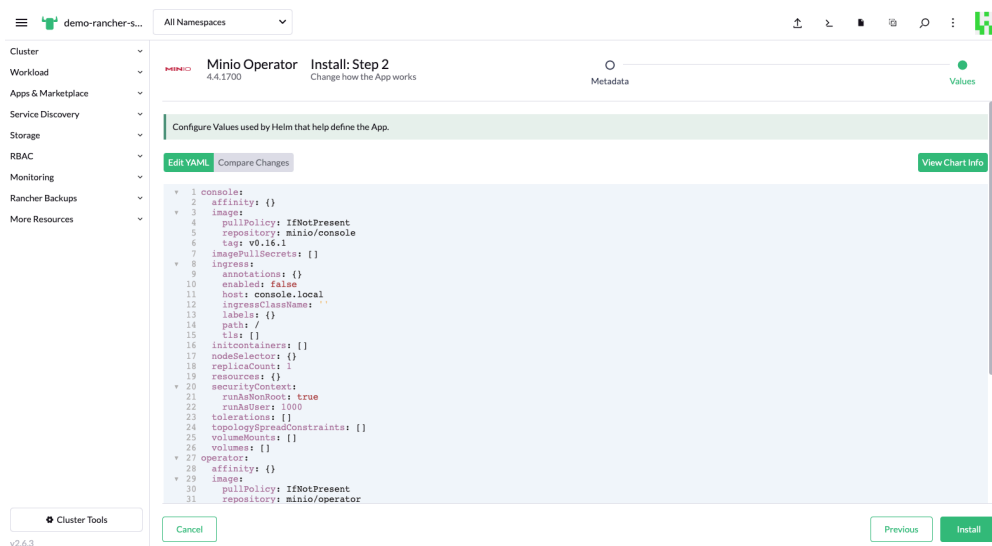 demo-rancher-s...
All Namespaces
Cluster
Workload
Apps & Marketplace
Service Discovery
Storage
RBAC
Monitoring
Rancher Backups
More Resources
Cluster Tools
v2.6.3
MINIO
Minio Operator
4.4.1700
Install: Step 2
Change how the App works
Metadata
Values
Configure Values used by Helm that help define the App.
Edit YAML
Compare Changes
View Chart Info
1 console:
2 affinity: {}
3 image:
4 pullPolicy: IfNotPresent
5 repository: minio/console
6 tag: v0.16.1
7 imagePullSecrets: []
8 ingress:
9 annotations: {}
10 enabled: false
11 host: console.local
12 ingressClassName: ''
13 labels: {}
14 path: /
15 tls: []
16 initcontainers: []
17 nodeSelector: {}
18 replicaCount: 1
19 resources: {}
20 securityContext:
21 runAsNonRoot: true
22 runAsUser: 1000
23 tolerations: []
24 topologySpreadConstraints: []
25 volumeMounts: []
26 volumes: []
27 operator:
28 affinity: {}
29 image:
30 pullPolicy: IfNotPresent
31 repository: minio/operator
Cancel
Previous
Install